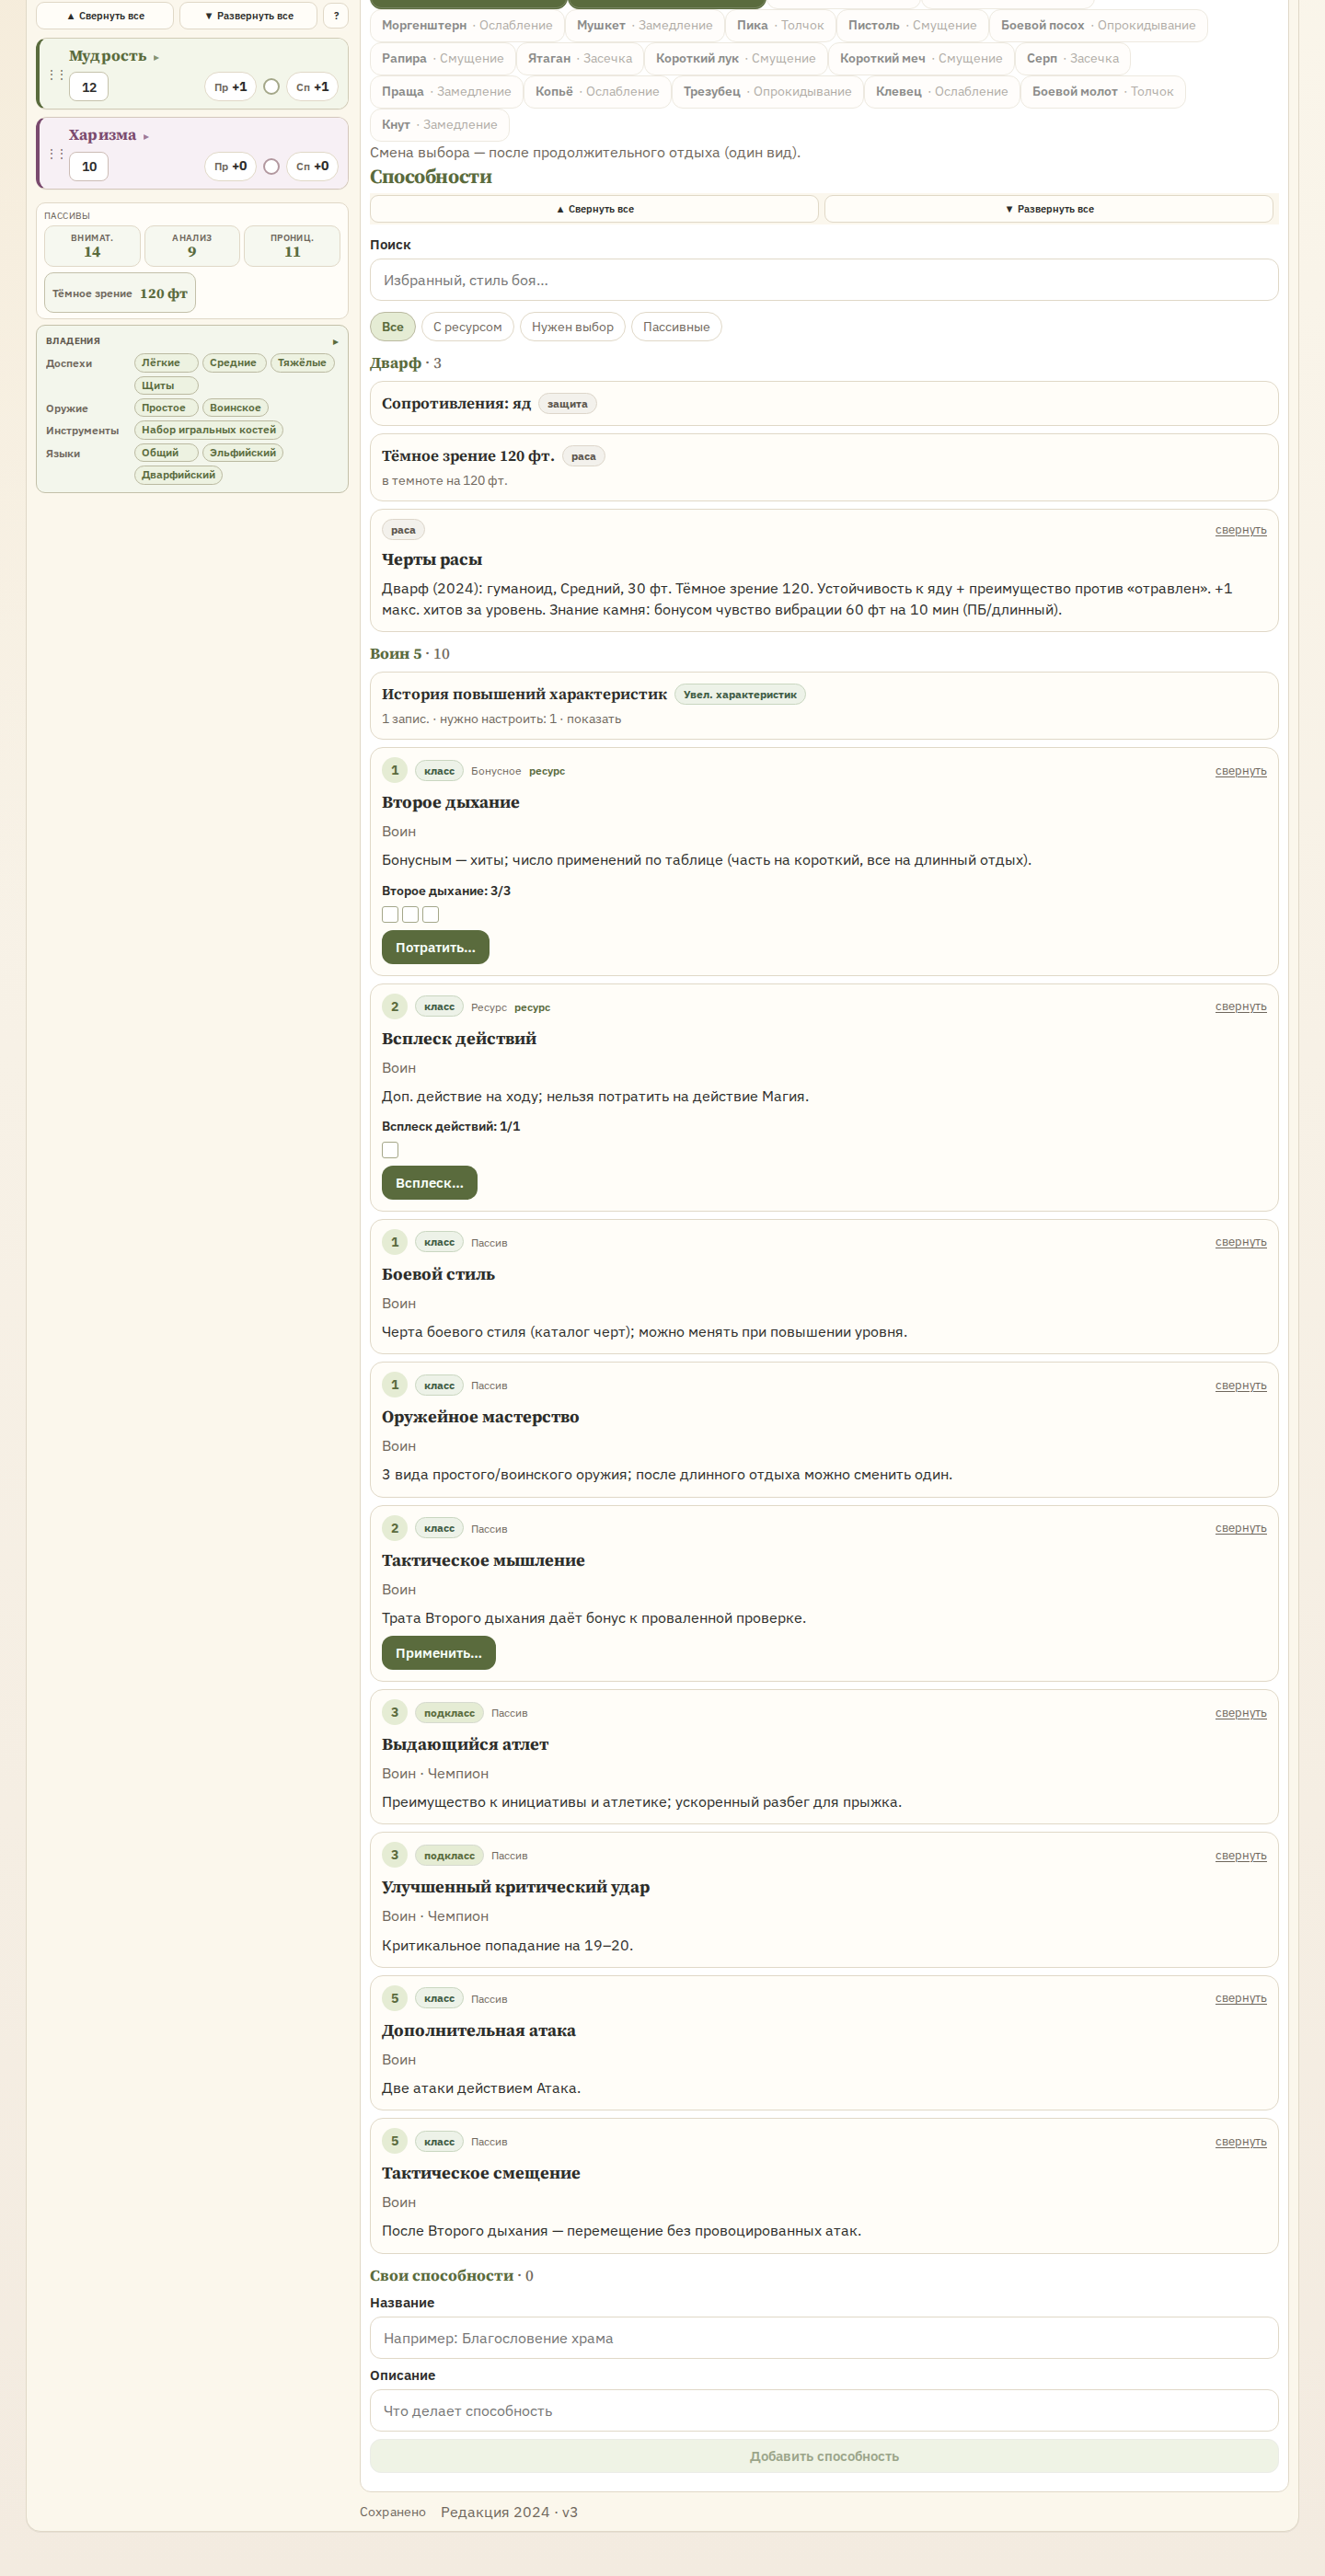 ▲ Свернуть все
▼ Развернуть все
?
Мудрость ▸
12
Пр +1
Сп +1
Харизма ▸
10
Пр +0
Сп +0
ПАССИВЫ
ВНИМАТ.
14
АНАЛИЗ
9
ПРОНИЦ.
11
Тёмное зрение 120 фт
ВЛАДЕНИЯ ▸
Доспехи
Лёгкие Средние Тяжёлые
Щиты
Оружие
Простое Воинское
Инструменты
Набор игральных костей
Языки
Общий Эльфийский
Дварфийский
Моргенштерн · Ослабление Мушкет · Замедление Пика · Толчок Пистоль · Смущение Боевой посох · Опрокидывание
Рапира · Смущение Ятаган · Засечка Короткий лук · Смущение Короткий меч · Смущение Серп · Засечка
Праща · Замедление Копьё · Ослабление Трезубец · Опрокидывание Клевец · Ослабление Боевой молот · Толчок
Кнут · Замедление
Смена выбора — после продолжительного отдыха (один вид).
Способности
▲ Свернуть все
▼ Развернуть все
Поиск
Избранный, стиль боя...
Все С ресурсом Нужен выбор Пассивные
Дварф · 3
Сопротивления: яд защита
Тёмное зрение 120 фт. раса
в темноте на 120 фт.
раса свернуть
Черты расы
Дварф (2024): гуманоид, Средний, 30 фт. Тёмное зрение 120. Устойчивость к яду + преимущество против «отравлен». +1
макс. хитов за уровень. Знание камня: бонусом чувство вибрации 60 фт на 10 мин (ПБ/длинный).
Воин 5 · 10
История повышений характеристик Увел. характеристик
1 запис. · нужно настроить: 1 · показать
1 класс Бонусное ресурс свернуть
Второе дыхание
Воин
Бонусным — хиты; число применений по таблице (часть на короткий, все на длинный отдых).
Второе дыхание: 3/3
Потратить...
2 класс Ресурс ресурс свернуть
Всплеск действий
Воин
Доп. действие на ходу; нельзя потратить на действие Магия.
Всплеск действий: 1/1
Всплеск...
1 класс Пассив свернуть
Боевой стиль
Воин
Черта боевого стиля (каталог черт); можно менять при повышении уровня.
1 класс Пассив свернуть
Оружейное мастерство
Воин
3 вида простого/воинского оружия; после длинного отдыха можно сменить один.
2 класс Пассив свернуть
Тактическое мышление
Воин
Трата Второго дыхания даёт бонус к проваленной проверке.
Применить...
3 подкласс Пассив свернуть
Выдающийся атлет
Воин · Чемпион
Преимущество к инициативы и атлетике; ускоренный разбег для прыжка.
3 подкласс Пассив свернуть
Улучшенный критический удар
Воин · Чемпион
Критикальное попадание на 19–20.
5 класс Пассив свернуть
Дополнительная атака
Воин
Две атаки действием Атака.
5 класс Пассив свернуть
Тактическое смещение
Воин
После Второго дыхания — перемещение без провоцированных атак.
Свои способности · 0
Название
Например: Благословение храма
Описание
Что делает способность
Добавить способность
Сохранено Редакция 2024 · v3